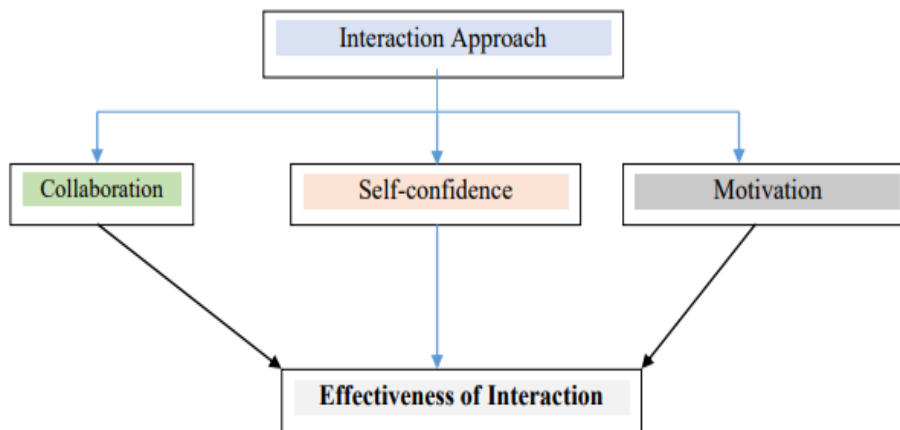 Interaction Approach
Collaboration
Self-confidence
Motivation
Effectiveness of Interaction